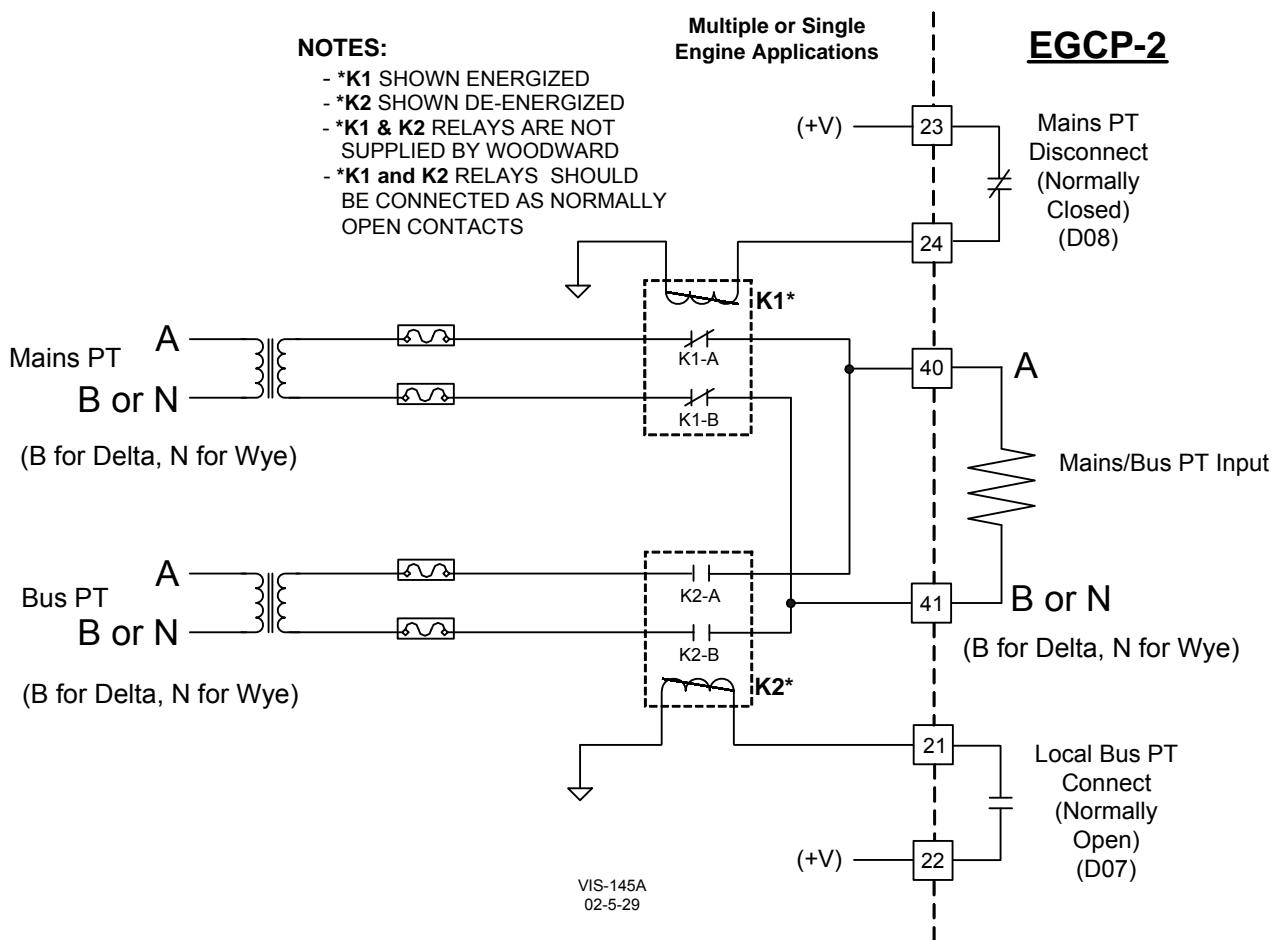 Multiple or Single
Engine Applications
EGCP-2
NOTES:
- *K1 SHOWN ENERGIZED
- *K2 SHOWN DE-ENERGIZED
- *K1 & K2 RELAYS ARE NOT
SUPPLIED BY WOODWARD
- *K1 and K2 RELAYS SHOULD
BE CONNECTED AS NORMALLY
OPEN CONTACTS
(+V)
23
Mains PT
Disconnect
(Normally
Closed)
(D08)
24
K1*
Mains PT
A
B or N
(B for Delta, N for Wye)
K1-A
K1-B
40
A
Mains/Bus PT Input
Bus PT
A
B or N
(B for Delta, N for Wye)
K2-A
K2-B
K2*
41
B or N
(B for Delta, N for Wye)
21
Local Bus PT
Connect
(Normally
Open)
(D07)
(+V)
22
VIS-145A
02-5-29